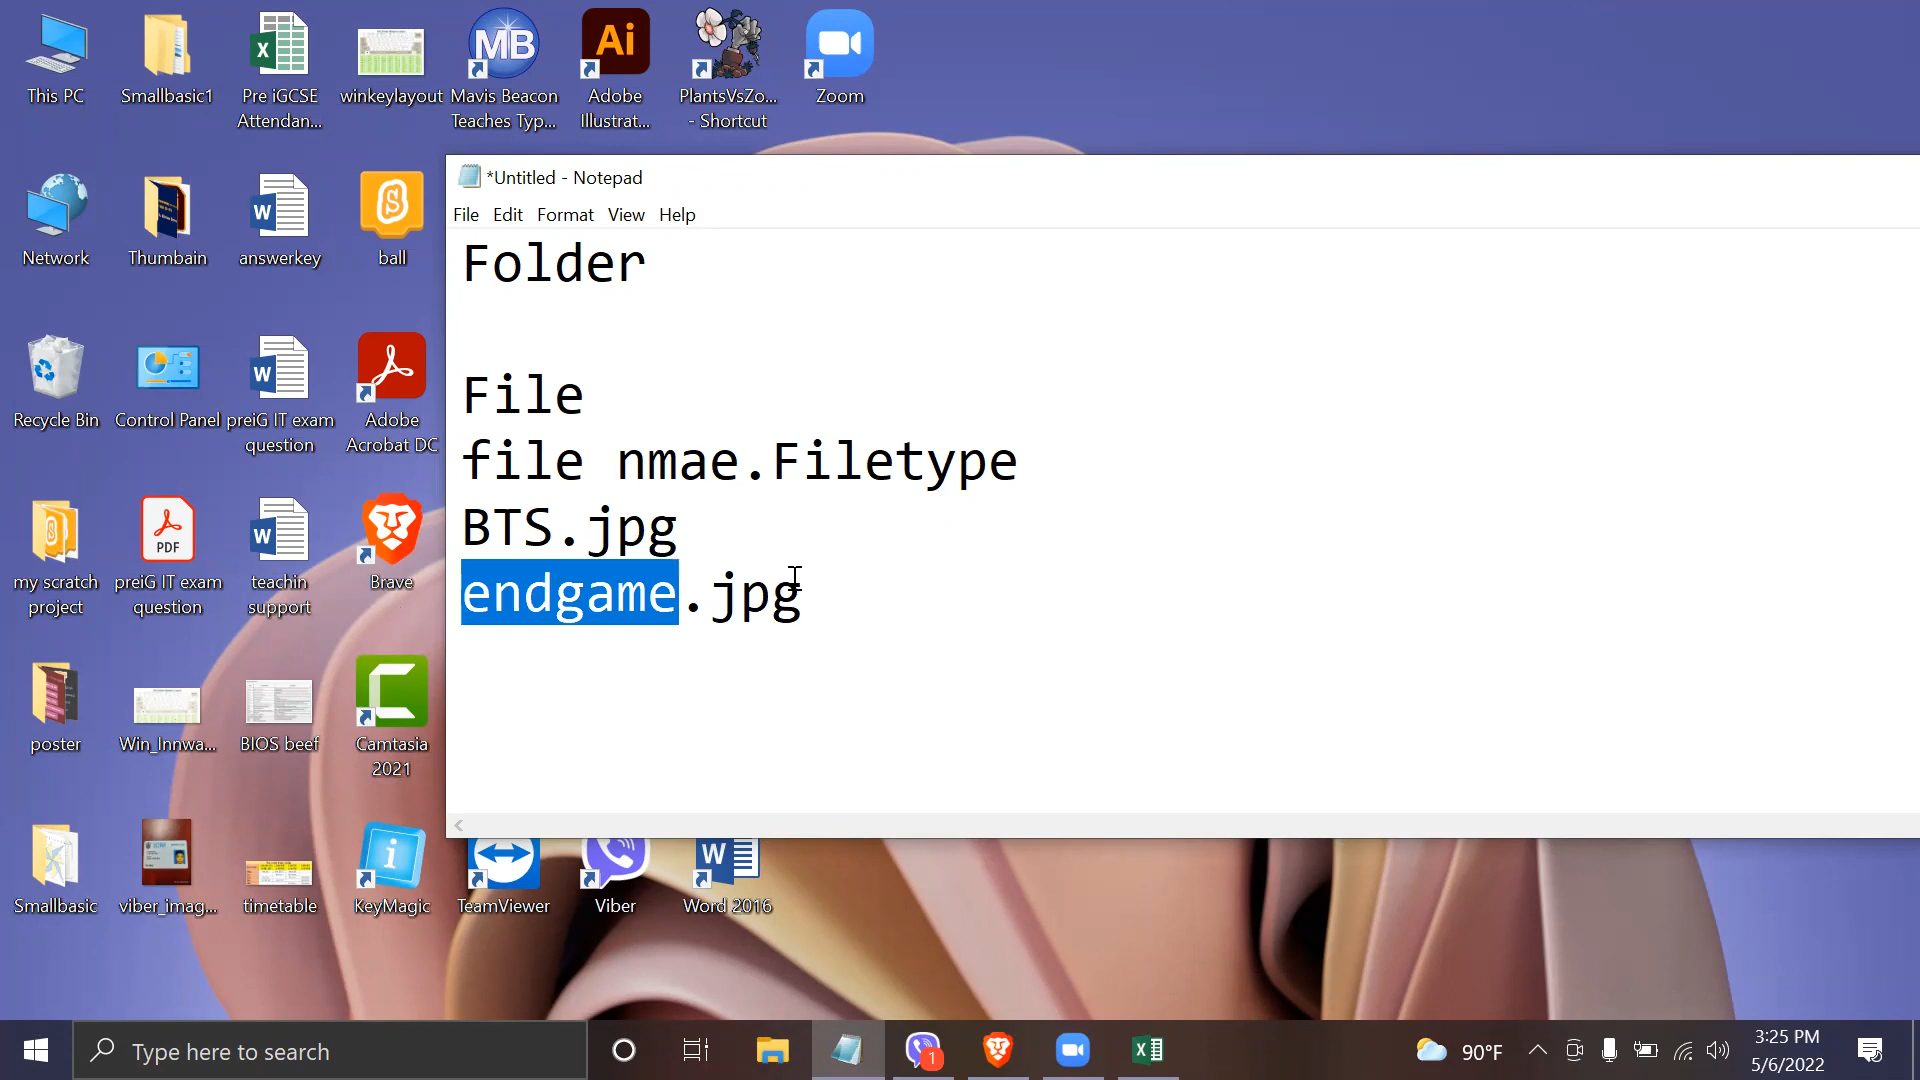 This PC
Smallbasic1
Pre iGCSE
Attendan...
winkeylayout
MB
Mavis Beacon
Teaches Typ...
Ai
Adobe
Illustrat...
PlantsVsZo...
- Shortcut
Zoom
Network
Thumbain
answerkey
ball
Recycle Bin
Control Panel
preiG IT exam
question
Adobe
Acrobat DC
my scratch
project
PDF
preiG IT exam
question
teachin
support
Brave
poster
Win_Innwa...
BIOS beef
Camtasia
2021
Smallbasic
viber_imag...
timetable
KeyMagic
TeamViewer
Viber
Word 2016
*Untitled - Notepad
File Edit Format View Help
Folder
File
file nmae.Filetype
BTS.jpg
endgame.jpg
Type here to search
1
90°F
3:25 PM
5/6/2022